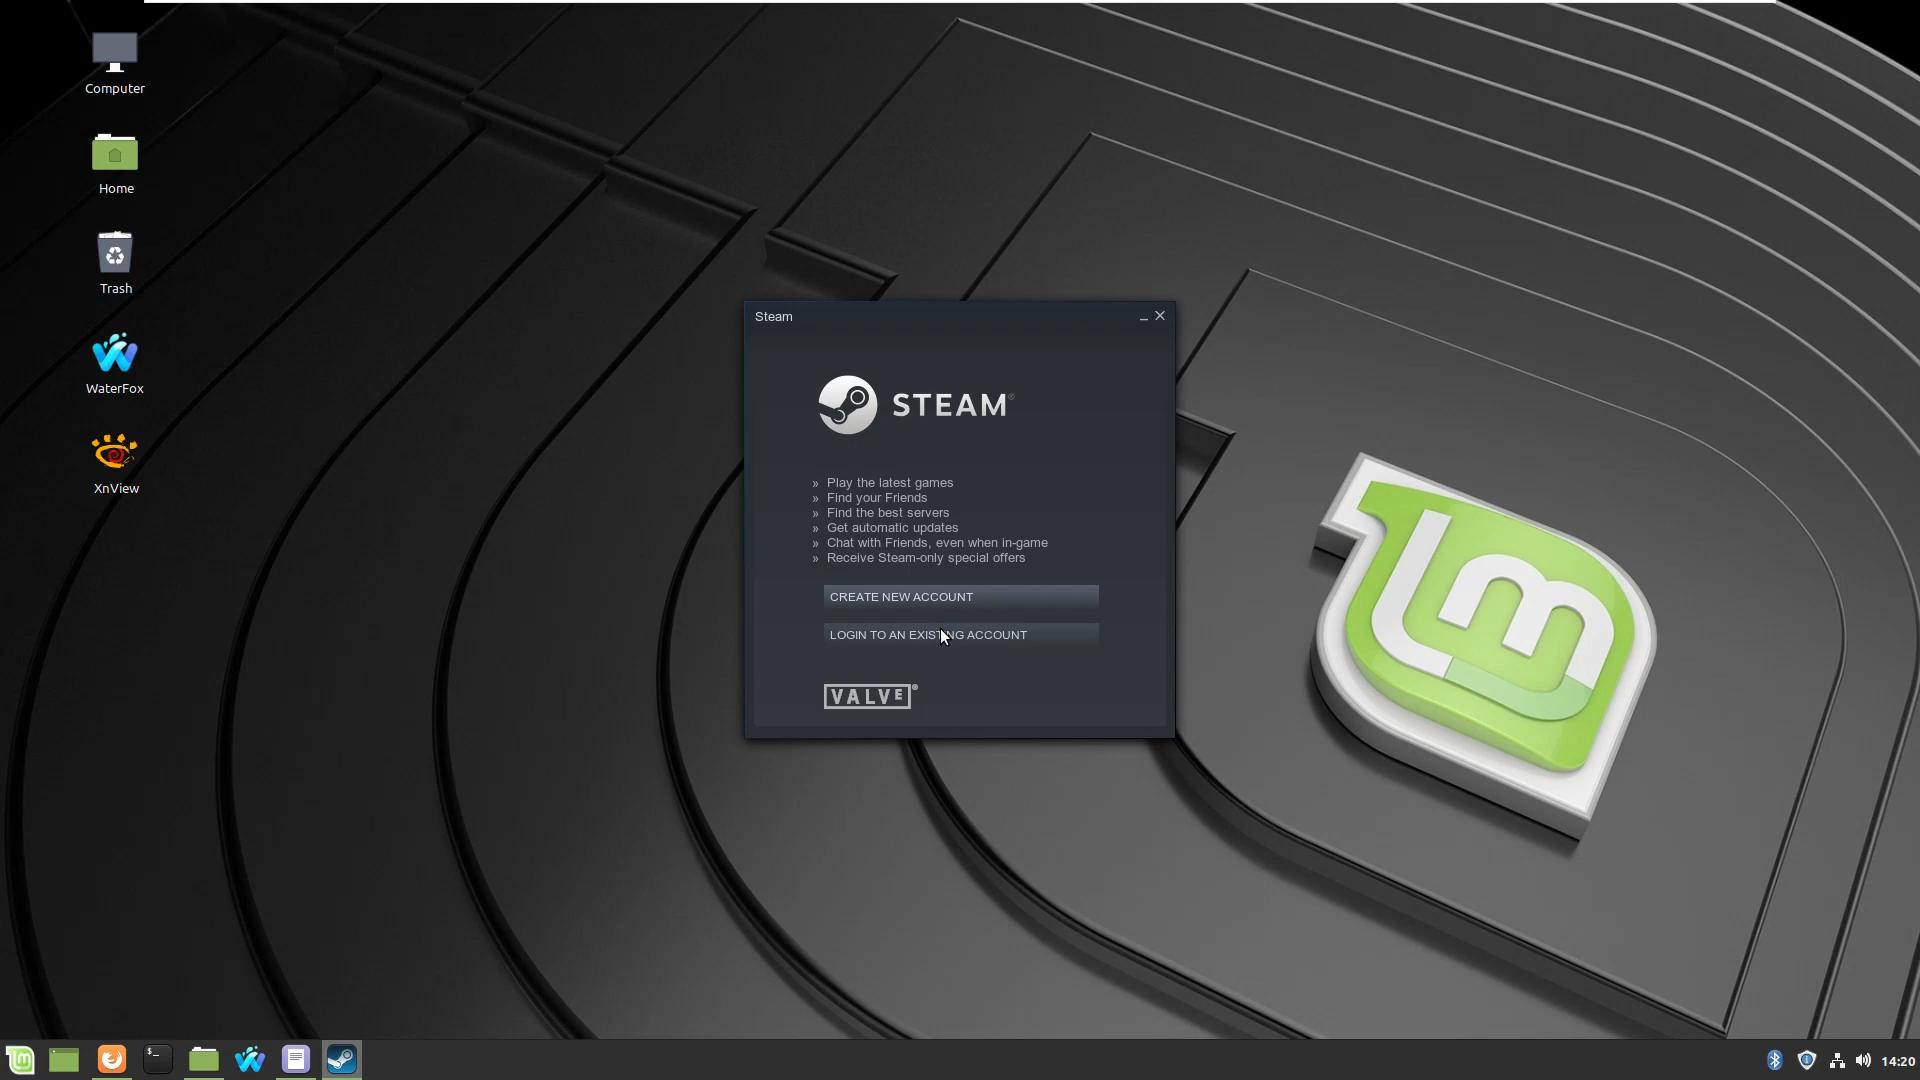 Computer
Home
Trash
WaterFox
XnView
Steam
STEAM®
» Play the latest games
» Find your Friends
» Find the best servers
» Get automatic updates
» Chat with Friends, even when in-game
» Receive Steam-only special offers
CREATE NEW ACCOUNT
LOGIN TO AN EXISTING ACCOUNT
VALVE®
lm
14:20